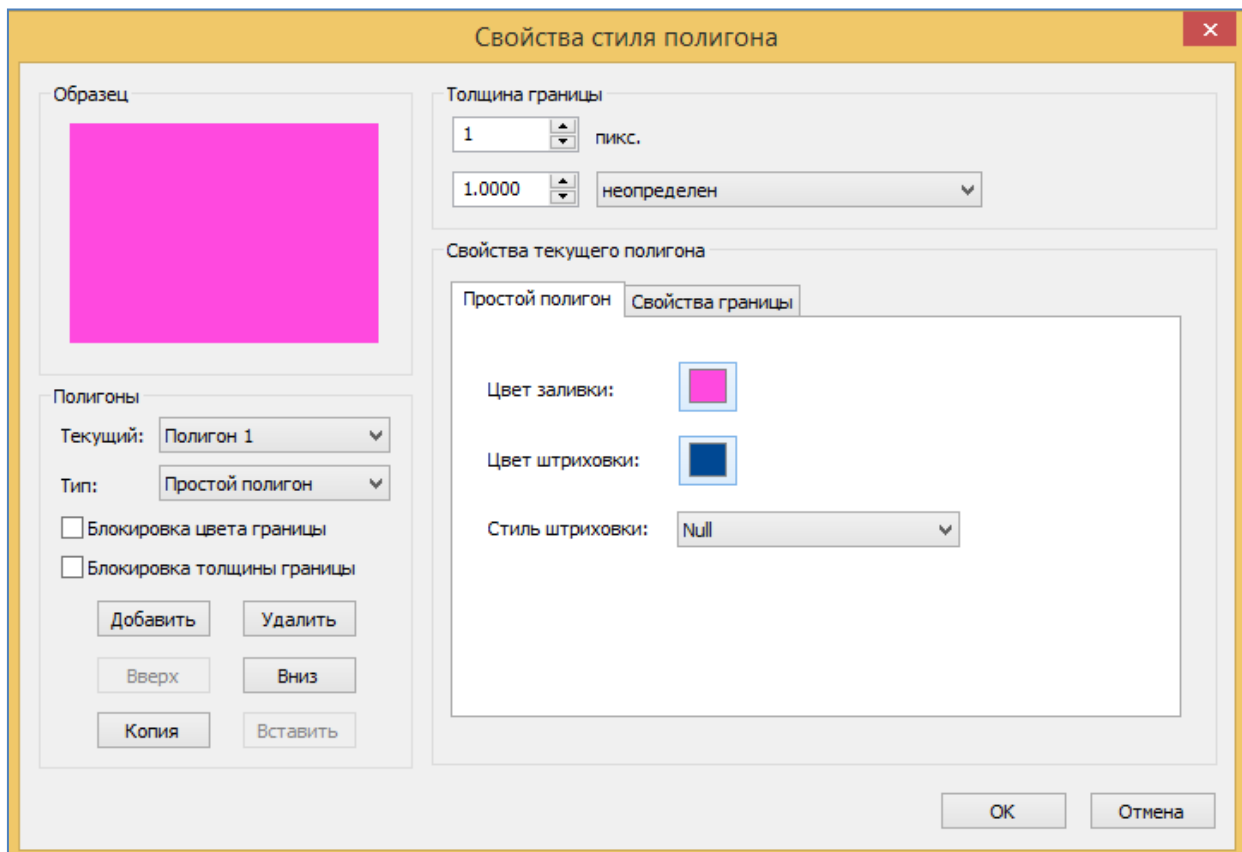 Свойства стиля полигона
Образец
Полигоны
Текущий: Полигон 1
Тип: Простой полигон
Блокировка цвета границы
Блокировка толщины границы
Добавить Удалить
Вверх Вниз
Копия Вставить
Толщина границы
1 пикс.
1.0000 неопределен
Свойства текущего полигона
Простой полигон Свойства границы
Цвет заливки:
Цвет штриховки:
Стиль штриховки: Null
OK Отмена